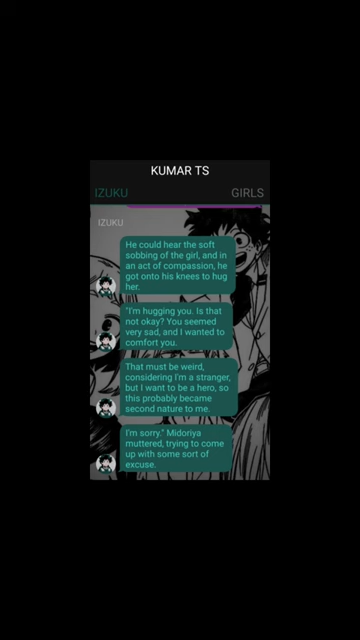 KUMAR TS
IZUKU GIRLS
IZUKU
He could hear the soft
sobbing of the girl, and in
an act of compassion, he
got onto his knees to hug
her.
"I'm hugging you. Is that
not okay? You seemed
very sad, and I wanted to
comfort you.
That must be weird,
considering I'm a stranger,
but I want to be a hero, so
this probably became
second nature to me.
I'm sorry." Midoriya
muttered, trying to come
up with some sort of
excuse.